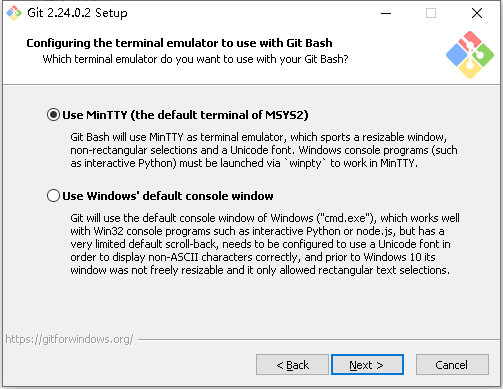 Git 2.24.0.2 Setup
Configuring the terminal emulator to use with Git Bash
Which terminal emulator do you want to use with your Git Bash?
Use MinTTY (the default terminal of MSYS2)
Git Bash will use MinTTY as terminal emulator, which sports a resizable window,
non-rectangular selections and a Unicode font. Windows console programs (such
as interactive Python) must be launched via `winpty` to work in MinTTY.
Use Windows' default console window
Git will use the default console window of Windows ("cmd.exe"), which works well
with Win32 console programs such as interactive Python or node.js, but has a
very limited default scroll-back, needs to be configured to use a Unicode font in
order to display non-ASCII characters correctly, and prior to Windows 10 its
window was not freely resizable and it only allowed rectangular text selections.
https://gitforwindows.org/
< Back
Next >
Cancel